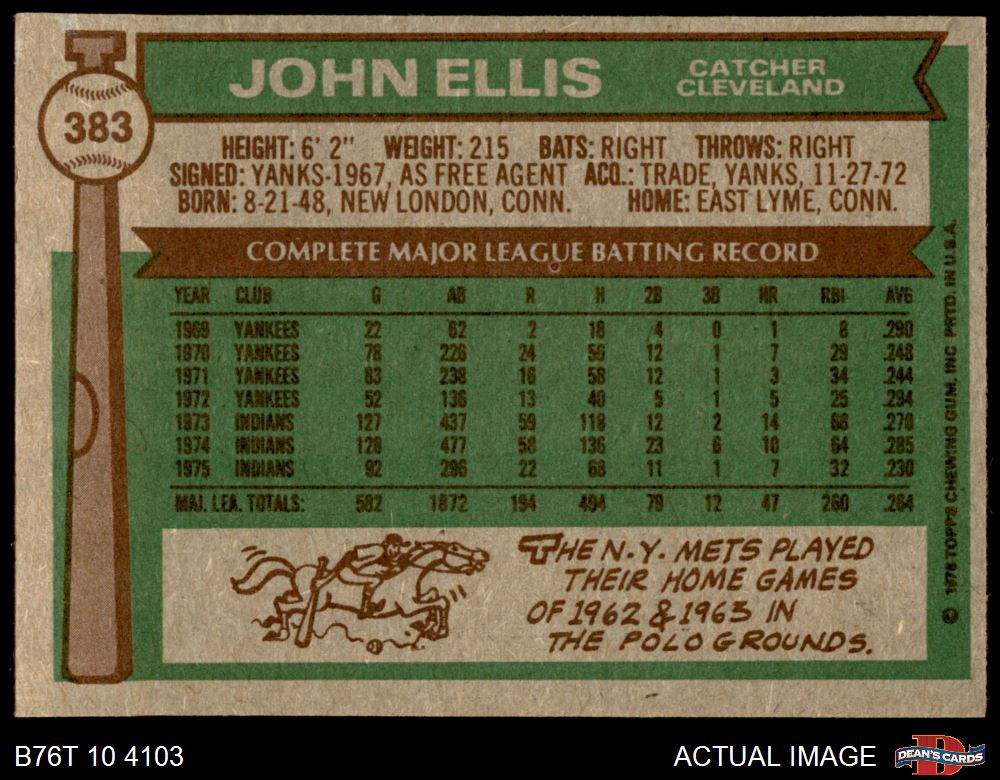 383
JOHN ELLIS
CATCHER
CLEVELAND
HEIGHT: 6' 2" WEIGHT: 215 BATS: RIGHT THROWS: RIGHT
SIGNED: YANKS-1967, AS FREE AGENT ACQ.: TRADE, YANKS, 11-27-72
BORN: 8-21-48, NEW LONDON, CONN. HOME: EAST LYME, CONN.
COMPLETE MAJOR LEAGUE BATTING RECORD
YEAR CLUB G AB R H 2B 3B HR RBI AVG
1969 YANKEES 22 62 2 18 4 0 1 8 .290
1970 YANKEES 78 226 24 56 12 1 7 29 .248
1971 YANKEES 83 238 16 58 12 1 3 34 .244
1972 YANKEES 52 136 13 40 5 1 5 25 .294
1973 INDIANS 127 437 59 118 12 2 14 68 .270
1974 INDIANS 128 477 58 136 23 6 10 64 .285
1975 INDIANS 92 296 22 68 11 1 7 32 .230
MAJ. LEA. TOTALS: 582 1872 194 494 79 12 47 260 .264
THE N.Y. METS PLAYED
THEIR HOME GAMES
OF 1962 & 1963 IN
THE POLO GROUNDS.
© 1976 TOPPS CHEWING GUM, INC PRTD. IN U.S.A.
B76T 10 4103
ACTUAL IMAGE
D
DEAN'S CARDS